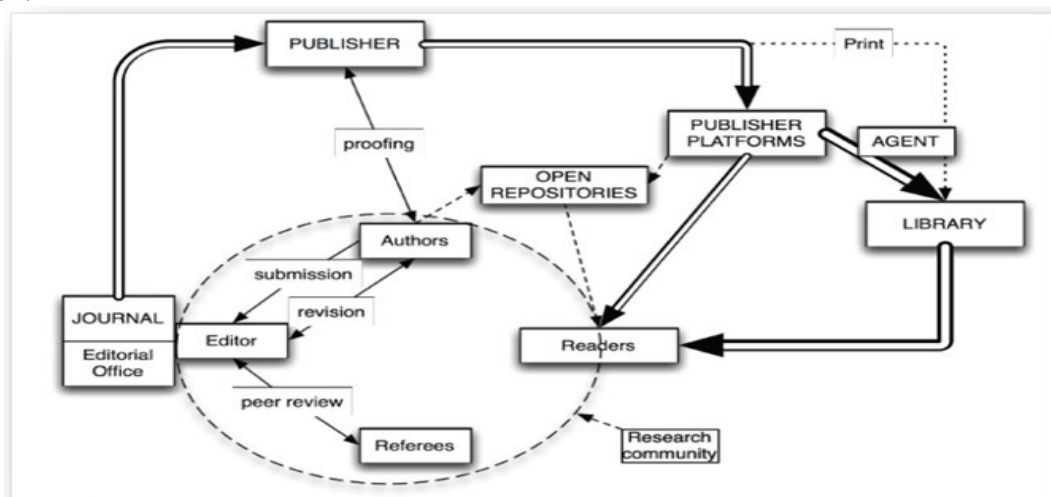 PUBLISHER
Print
proofing
PUBLISHER
PLATFORMS
AGENT
OPEN
REPOSITORIES
LIBRARY
Authors
submission
revision
JOURNAL
Editorial
Office
Editor
Readers
peer review
Referees
Research
community